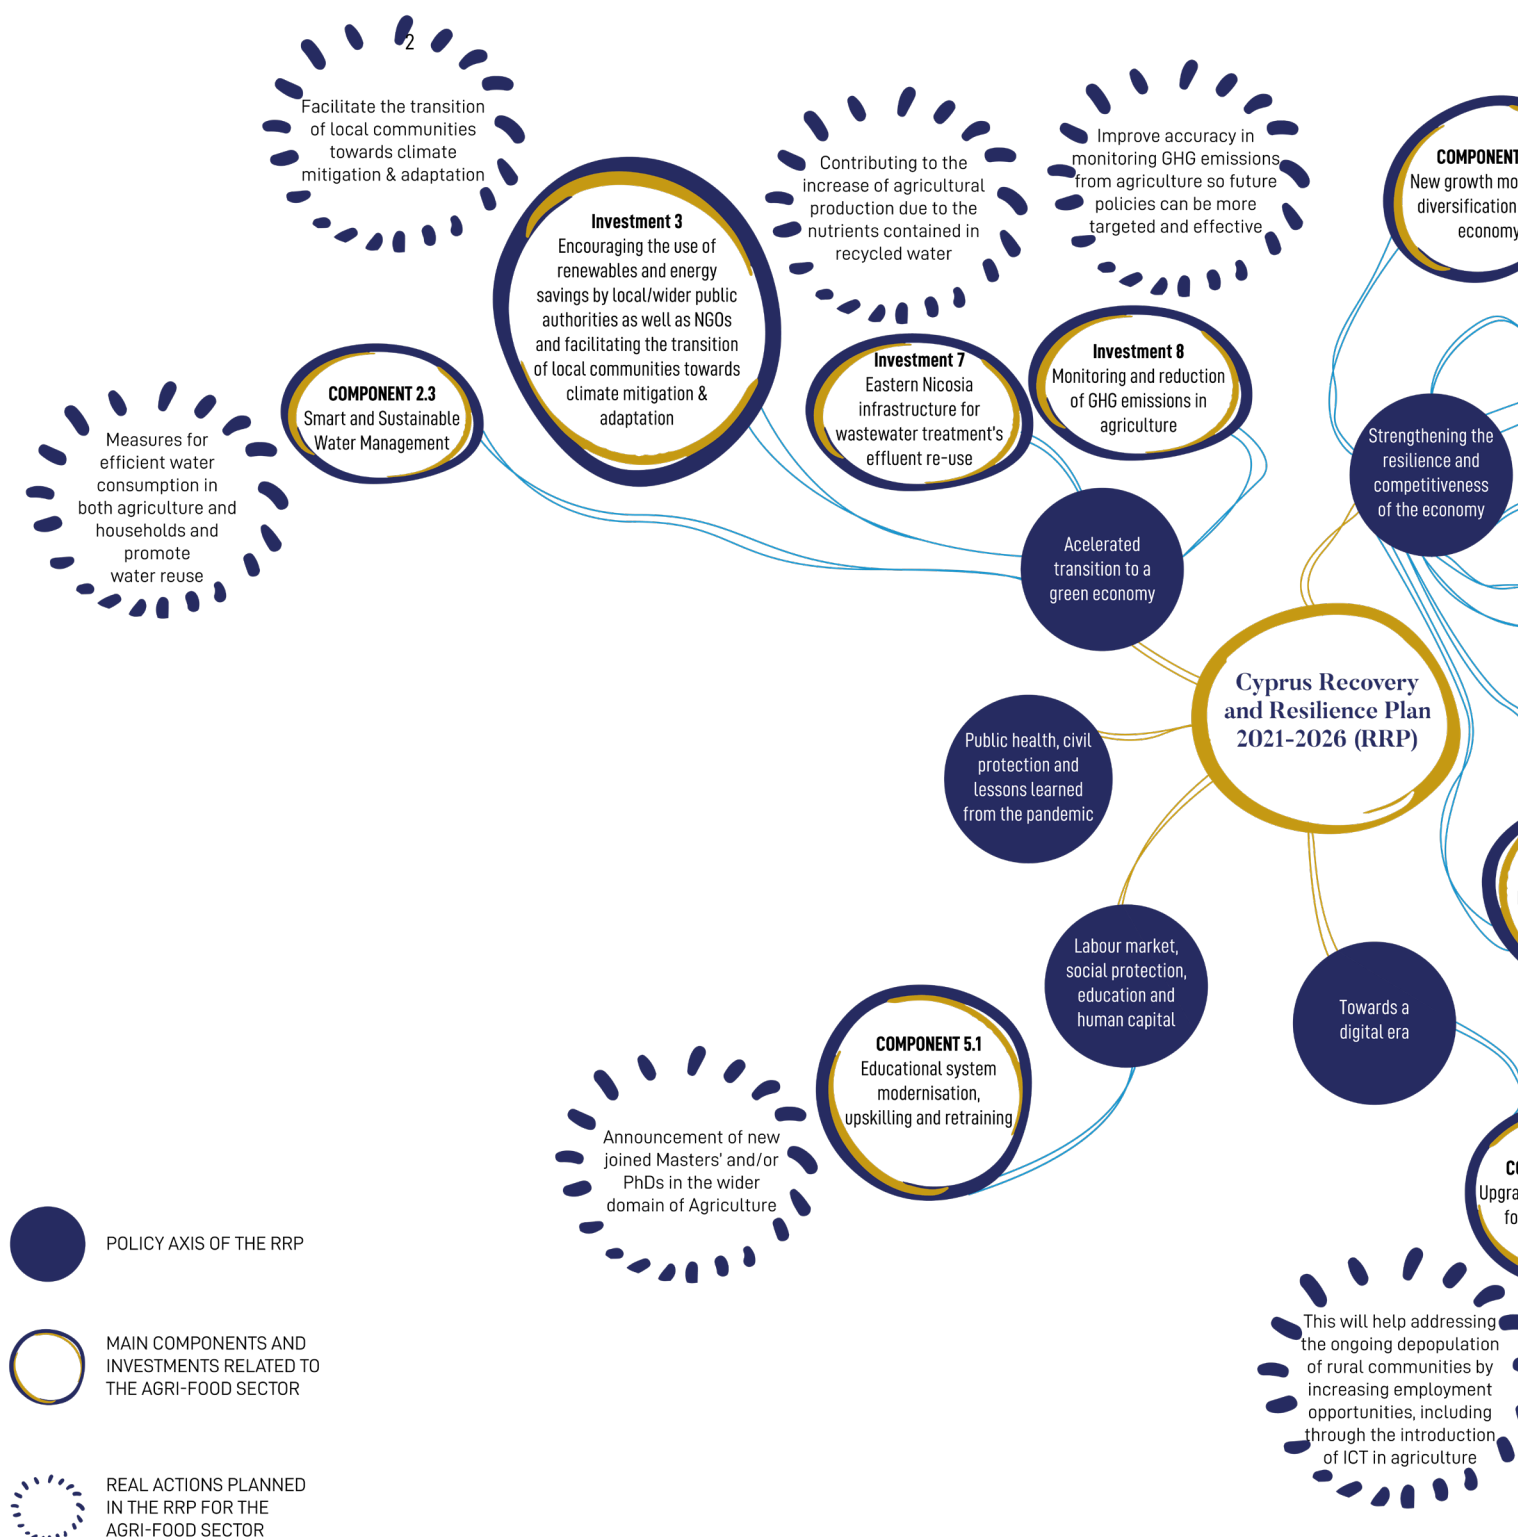 2
Facilitate the transition
of local communities
towards climate
mitigation & adaptation
Investment 3
Encouraging the use of
renewables and energy
savings by local/wider public
authorities as well as NGOs
and facilitating the transition
of local communities towards
climate mitigation &
adaptation
Contributing to the
increase of agricultural
production due to the
nutrients contained in
recycled water
Improve accuracy in
monitoring GHG emissions
from agriculture so future
policies can be more
targeted and effective
COMPONENT
New growth mo
diversification
economy
COMPONENT 2.3
Smart and Sustainable
Water Management
Investment 7
Eastern Nicosia
infrastructure for
wastewater treatment's
effluent re-use
Investment 8
Monitoring and reduction
of GHG emissions in
agriculture
Measures for
efficient water
consumption in
both agriculture and
households and
promote
water reuse
Strengthening the
resilience and
competitiveness
of the economy
Acelerated
transition to a
green economy
Cyprus Recovery
and Resilience Plan
2021-2026 (RRP)
Public health, civil
protection and
lessons learned
from the pandemic
Labour market,
social protection,
education and
human capital
Towards a
digital era
COMPONENT 5.1
Educational system
modernisation,
upskilling and retraining
Announcement of new
joined Masters' and/or
PhDs in the wider
domain of Agriculture
CO
Upgra
fo
This will help addressing
the ongoing depopulation
of rural communities by
increasing employment
opportunities, including
through the introduction
of ICT in agriculture
POLICY AXIS OF THE RRP
MAIN COMPONENTS AND
INVESTMENTS RELATED TO
THE AGRI-FOOD SECTOR
REAL ACTIONS PLANNED
IN THE RRP FOR THE
AGRI-FOOD SECTOR